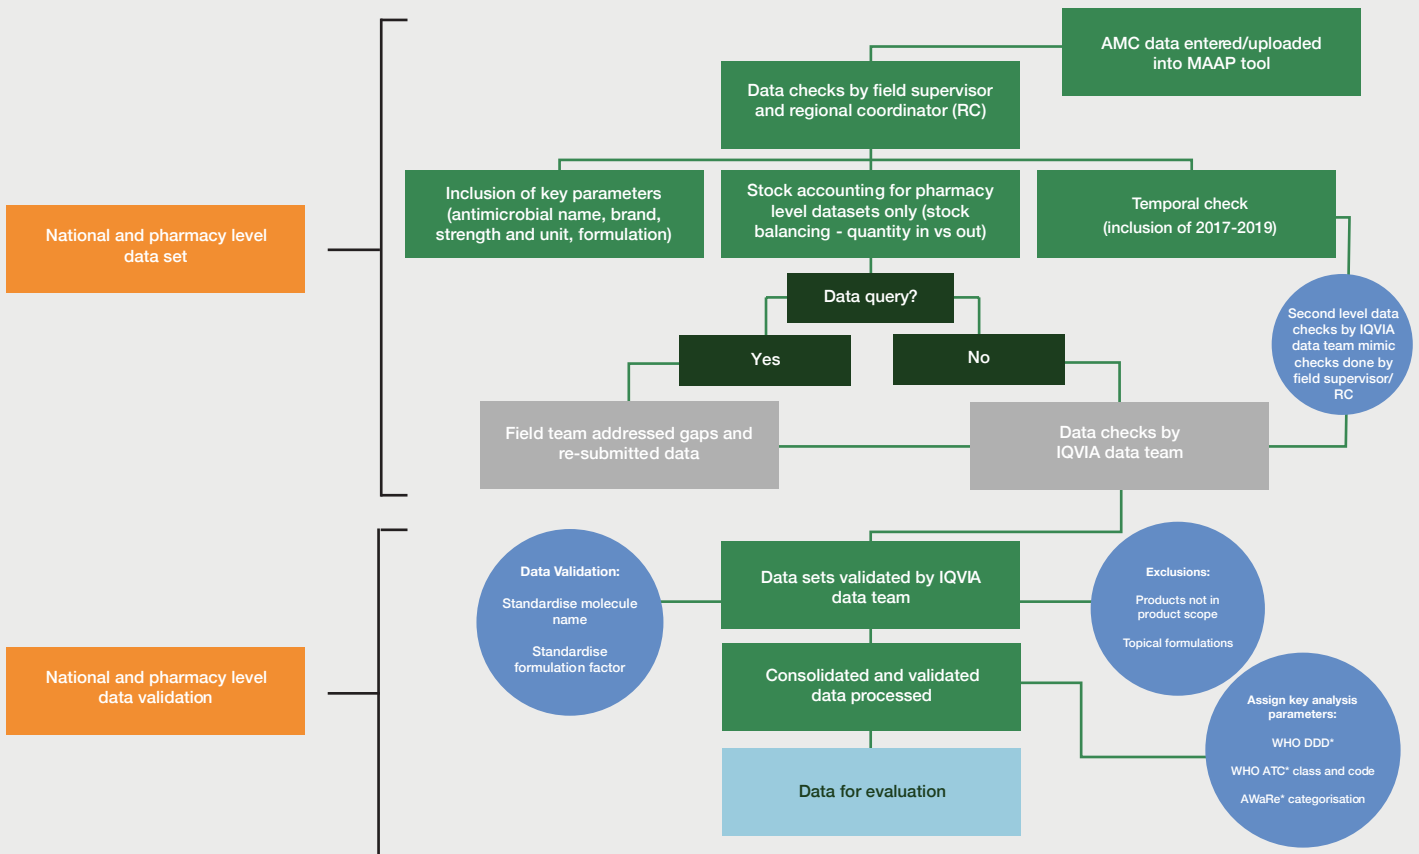 AMC data entered/uploaded
into MAAP tool
Data checks by field supervisor
and regional coordinator (RC)
Inclusion of key parameters
(antimicrobial name, brand,
strength and unit, formulation)
Stock accounting for pharmacy
level datasets only (stock
balancing - quantity in vs out)
Temporal check
(inclusion of 2017-2019)
National and pharmacy level
data set
Data query?
Yes
No
Second level data
checks by IQVIA
data team mimic
checks done by
field supervisor/
RC
Field team addressed gaps and
re-submitted data
Data checks by
IQVIA data team
Data Validation:
Standardise molecule
name
Standardise
formulation factor
Data sets validated by IQVIA
data team
Exclusions:
Products not in
product scope
Topical formulations
National and pharmacy level
data validation
Consolidated and validated
data processed
Assign key analysis
parameters:
WHO DDD*
WHO ATC* class and code
AWaRe* categorisation
Data for evaluation